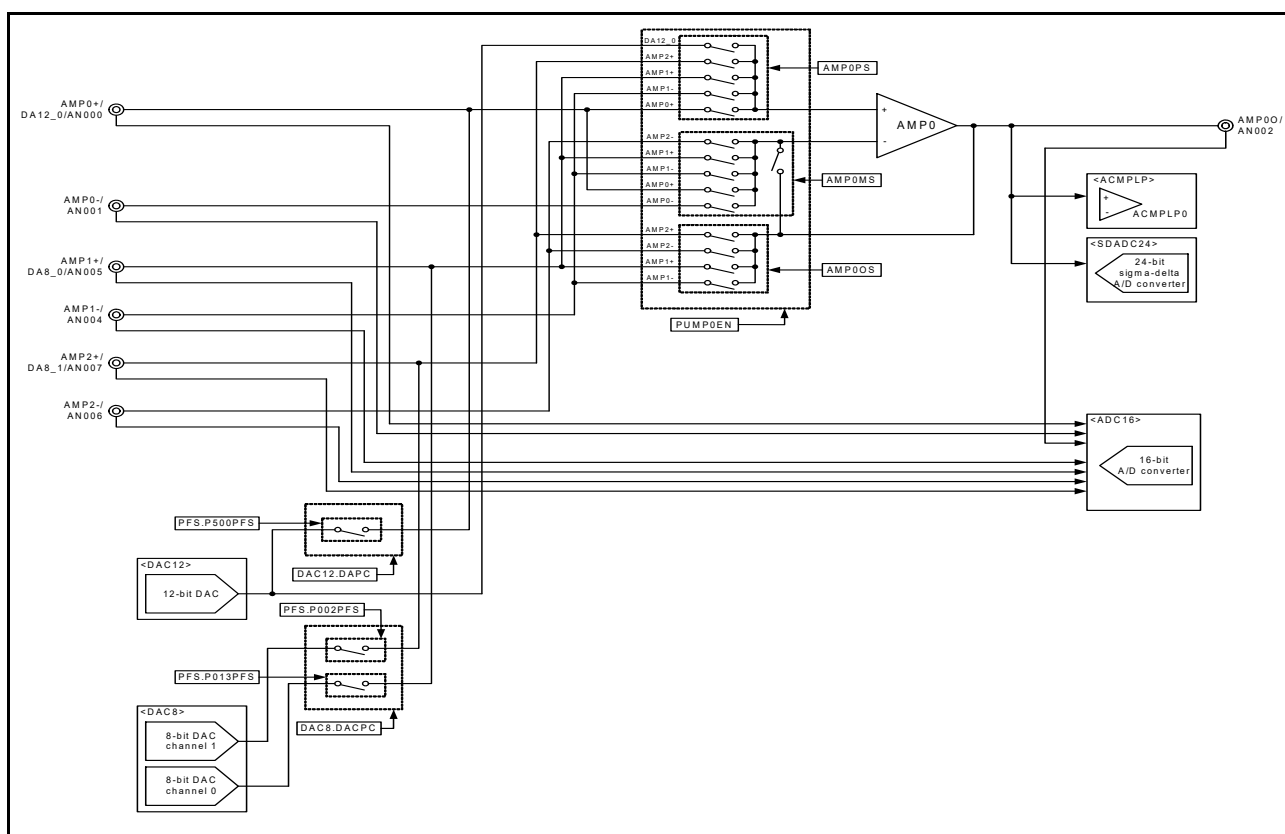 AMP0+/
DA12_0/AN000
AMP0-/
AN001
AMP1+/
DA8_0/AN005
AMP1-/
AN004
AMP2+/
DA8_1/AN007
AMP2-/
AN006
DA12_0
AMP2+
AMP1+
AMP1-
AMP0+
AMP0PS
AMP2-
AMP1+
AMP1-
AMP0+
AMP0-
AMP0MS
AMP2+
AMP2-
AMP1+
AMP1-
AMP0OS
PUMP0EN
+
AMP0
-
AMP0O/
AN002
<ACMPLP>
+
-
ACMPLP0
<SDADC24>
24-bit
sigma-delta
A/D converter
<ADC16>
16-bit
A/D converter
PFS.P500PFS
DAC12.DAPC
<DAC12>
12-bit DAC
PFS.P002PFS
PFS.P013PFS
DAC8.DACPC
<DAC8>
8-bit DAC
channel 1
8-bit DAC
channel 0